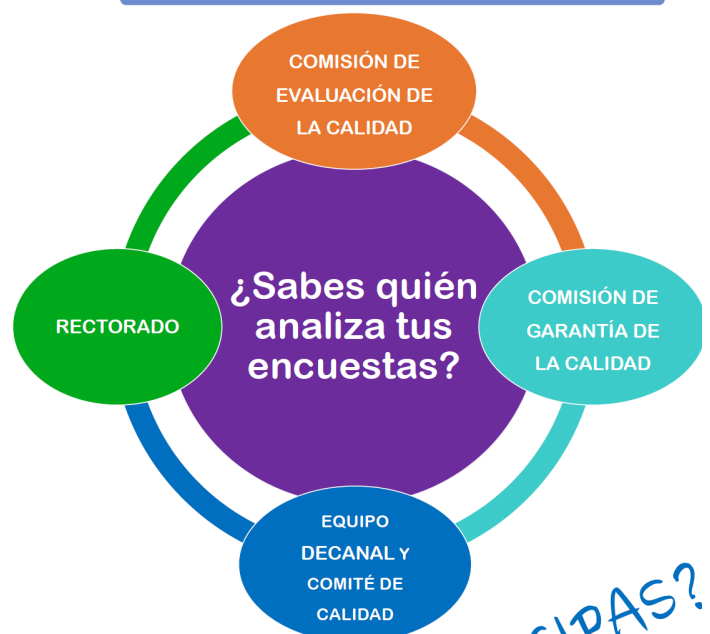 COMISIÓN DE
EVALUACIÓN DE
LA CALIDAD
¿Sabes quién
analiza tus
encuestas?
RECTORADO
COMISIÓN DE
GARANTÍA DE
LA CALIDAD
EQUIPO
DECANAL Y
COMITÉ DE
CALIDAD